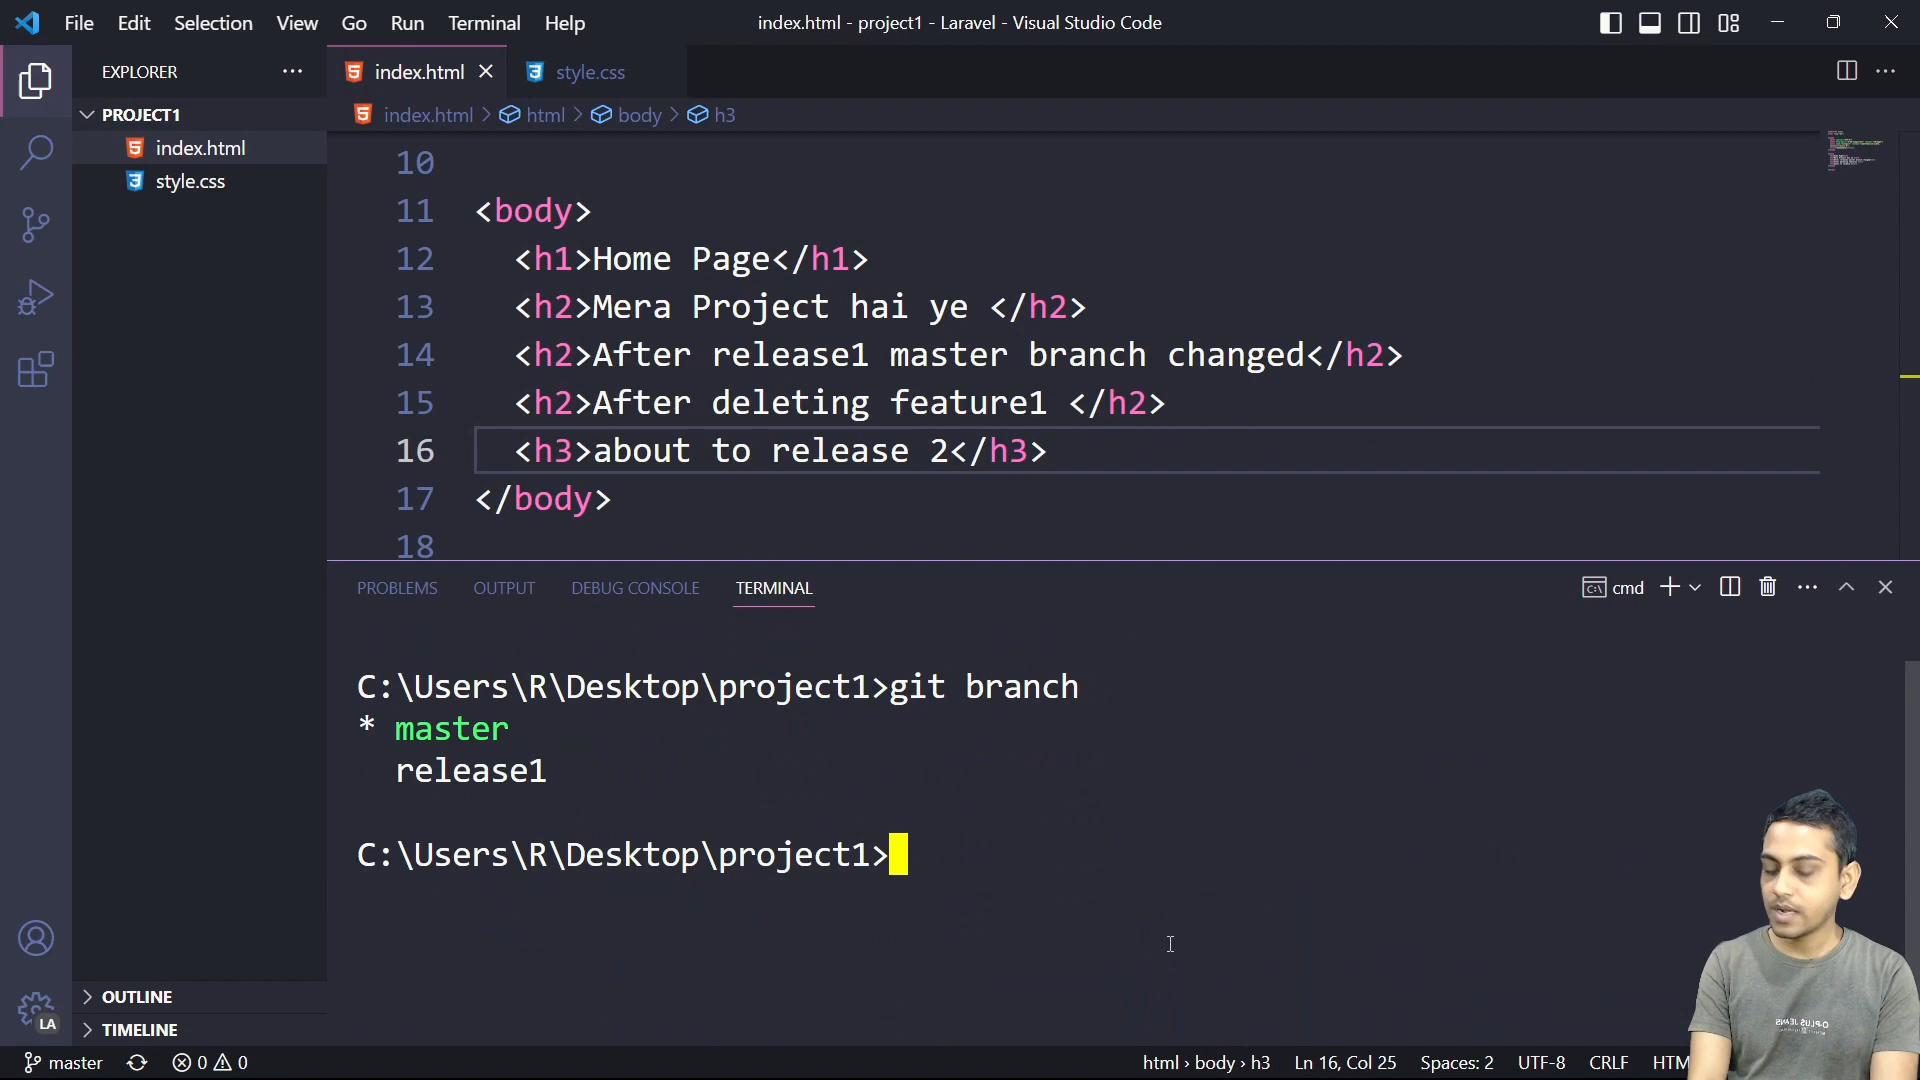 File Edit Selection View Go Run Terminal Help
index.html - project1 - Laravel - Visual Studio Code
EXPLORER
PROJECT1
index.html
style.css
index.html
style.css
index.html > html > body > h3
10
11 <body>
12 <h1>Home Page</h1>
13 <h2>Mera Project hai ye </h2>
14 <h2>After release1 master branch changed</h2>
15 <h2>After deleting feature1 </h2>
16 <h3>about to release 2</h3>
17 </body>
18
PROBLEMS OUTPUT DEBUG CONSOLE TERMINAL
cmd
C:\Users\R\Desktop\project1>git branch
* master
release1
C:\Users\R\Desktop\project1>
OUTLINE
TIMELINE
LA
master 0 0
html › body › h3 Ln 16, Col 25 Spaces: 2 UTF-8 CRLF